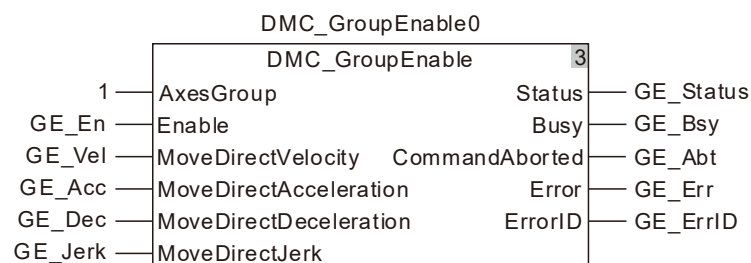 DMC_GroupEnable0
DMC_GroupEnable 3
1 AxesGroup Status GE_Status
GE_En Enable Busy GE_Bsy
GE_Vel MoveDirectVelocity CommandAborted GE_Abt
GE_Acc MoveDirectAcceleration Error GE_Err
GE_Dec MoveDirectDeceleration ErrorID GE_ErrID
GE_Jerk MoveDirectJerk